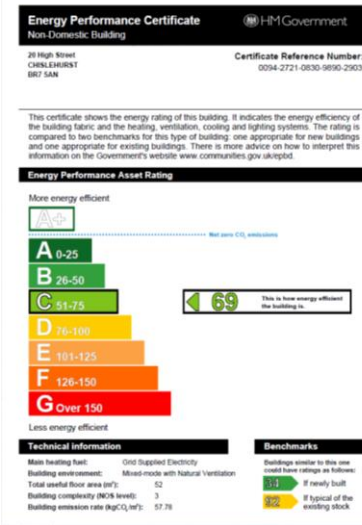 Energy Performance Certificate
HM Government
Non-Domestic Building
20 High Street
CHISLEHURST
BR7 5AN
Certificate Reference Number:
0094-2721-0830-9890-2903
This certificate shows the energy rating of this building. It indicates the energy efficiency of
the building fabric and the heating, ventilation, cooling and lighting systems. The rating is
compared to two benchmarks for this type of building: one appropriate for new buildings
and one appropriate for existing buildings. There is more advice on how to interpret this
information on the Government's website www.communities.gov.uk/epbd.
Energy Performance Asset Rating
More energy efficient
A+
Net zero CO₂ emissions
A 0-25
B 26-50
C 51-75
69
This is how energy efficient
the building is.
D 76-100
E 101-125
F 126-150
G Over 150
Less energy efficient
Technical information
Main heating fuel: Grid Supplied Electricity
Building environment: Mixed-mode with Natural Ventilation
Total useful floor area (m²): 52
Building complexity (NOS level): 3
Building emission rate (kgCO₂/m²): 57.78
Benchmarks
Buildings similar to this one
could have ratings as follows:
34 If newly built
92 If typical of the
existing stock